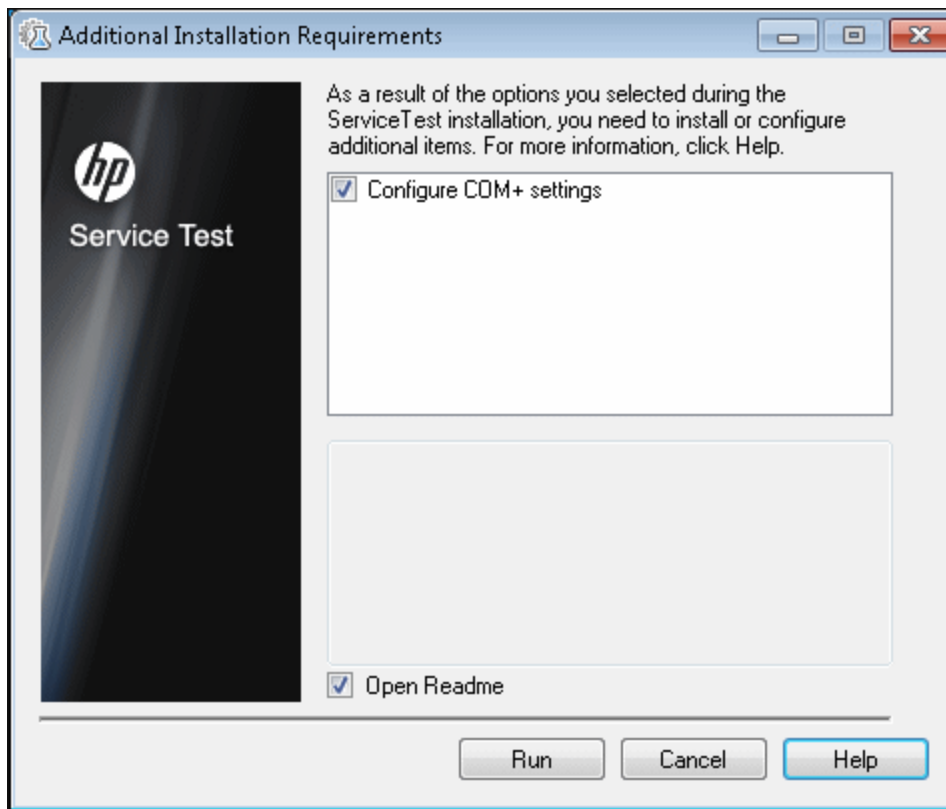 Additional Installation Requirements
hp
Service Test
As a result of the options you selected during the
ServiceTest installation, you need to install or configure
additional items. For more information, click Help.
Configure COM+ settings
Open Readme
Run
Cancel
Help